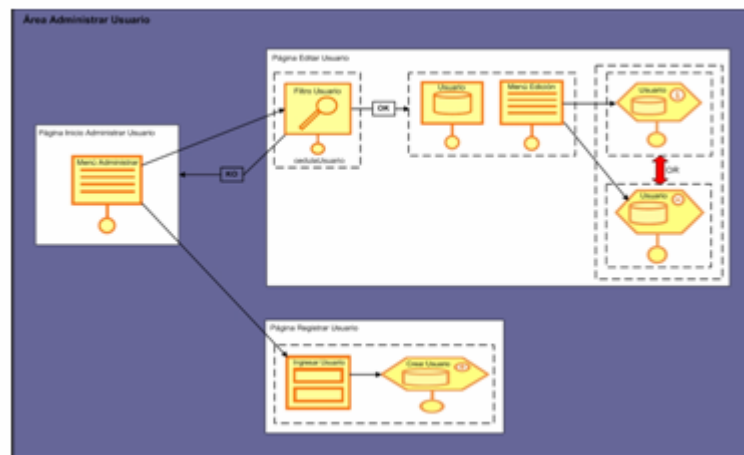 Área Administrar Usuario
Página Editar Usuario
Filtro Usuario
OK
Usuario
Menú Edición
Usuario
cedulaUsuario
Página Inicio Administrar Usuario
Menú Administrar
KO
OR
Usuario
Página Registrar Usuario
Ingresar Usuario
Crear Usuario